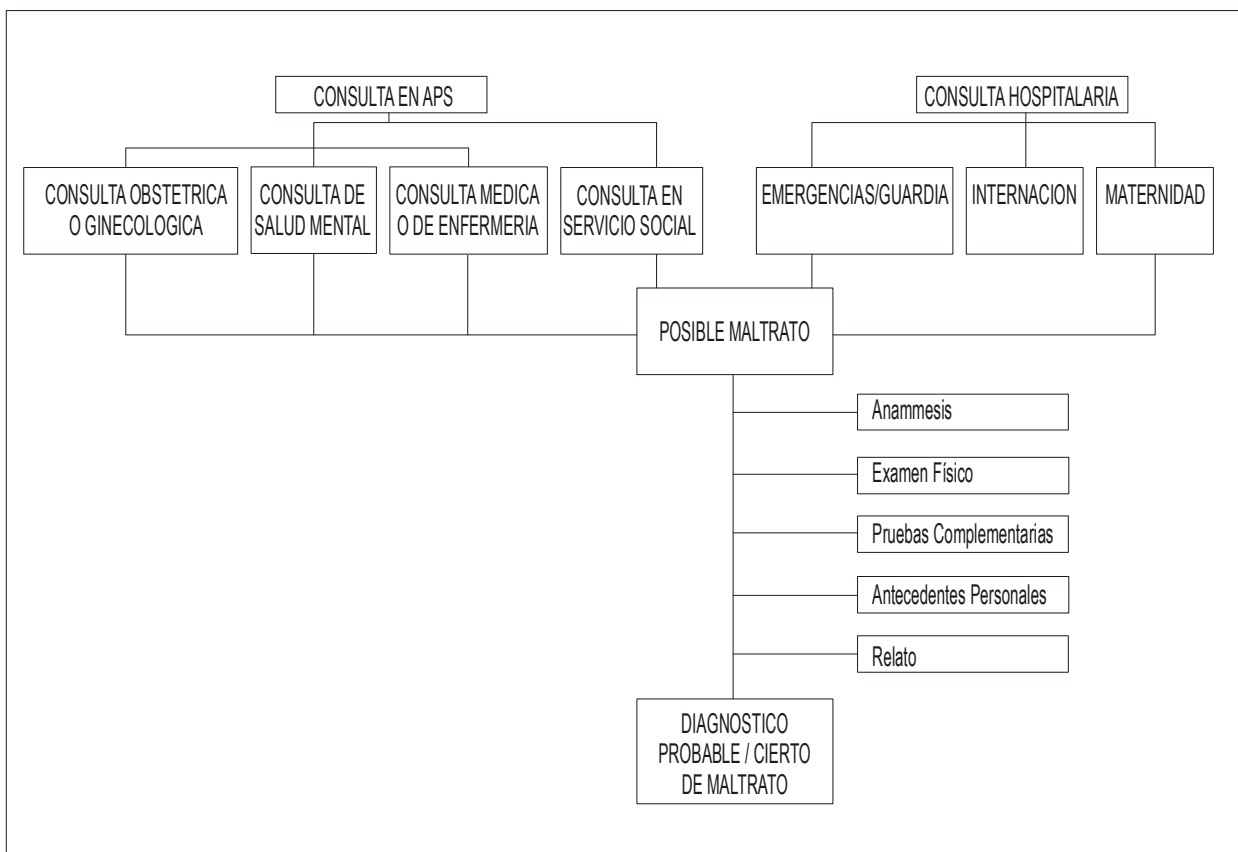 CONSULTA EN APS
CONSULTA HOSPITALARIA
CONSULTA OBSTETRICA
O GINECOLOGICA
CONSULTA DE
SALUD MENTAL
CONSULTA MEDICA
O DE ENFERMERIA
CONSULTA EN
SERVICIO SOCIAL
EMERGENCIAS/GUARDIA
INTERNACION
MATERNIDAD
POSIBLE MALTRATO
Anammesis
Examen Físico
Pruebas Complementarias
Antecedentes Personales
Relato
DIAGNOSTICO
PROBABLE / CIERTO
DE MALTRATO